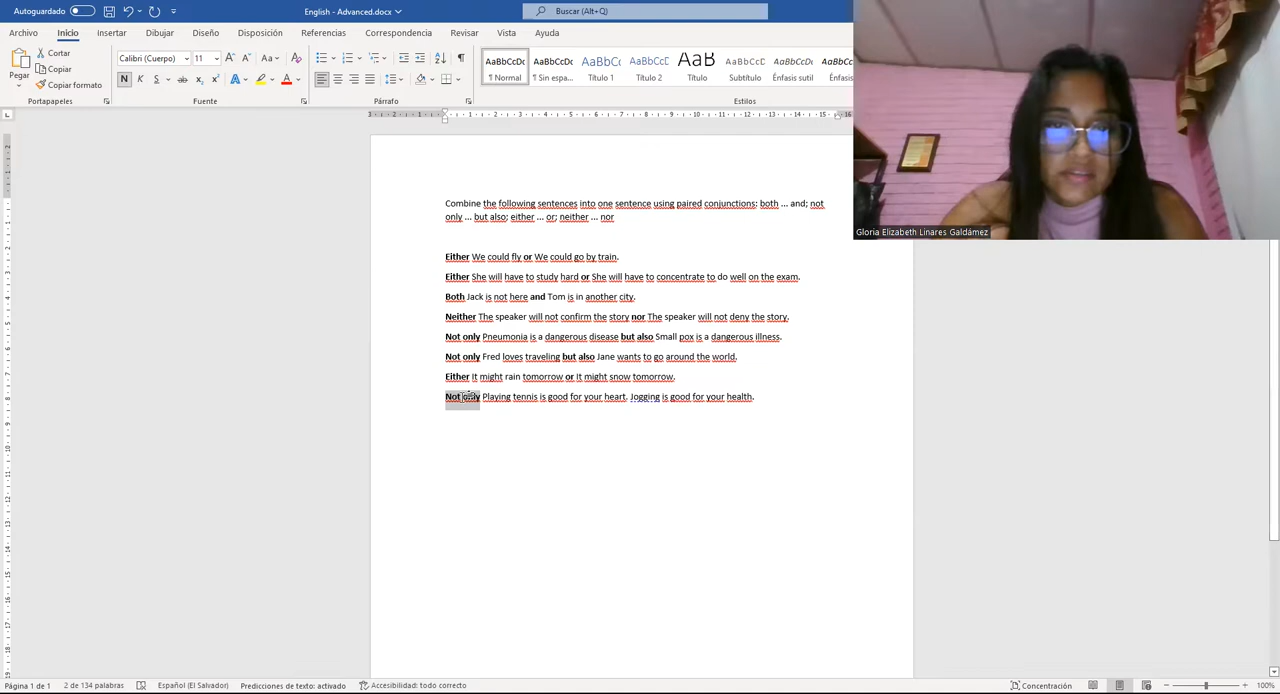 Autoguardado
English - Advanced.docx
Buscar (Alt+Q)
Archivo Inicio Insertar Dibujar Diseño Disposición Referencias Correspondencia Revisar Vista Ayuda
Pegar
Cortar
Copiar
Copiar formato
Portapapeles
Calibri (Cuerpo) 11
Fuente
Párrafo
AaBbCcDc ¶ Normal
AaBbCcDc ¶ Sin espa...
AaBbCc Título 1
AaBbCcC Título 2
AaB Título
AaBbCcC Subtítulo
AaBbCcDc Énfasis sutil
AaBbCcDc Énfasis
Estilos
Gloria Elizabeth Linares Galdámez
Combine the following sentences into one sentence using paired conjunctions: both ... and; not
only ... but also; either ... or; neither ... nor
Either We could fly or We could go by train.
Either She will have to study hard or She will have to concentrate to do well on the exam.
Both Jack is not here and Tom is in another city.
Neither The speaker will not confirm the story nor The speaker will not deny the story.
Not only Pneumonia is a dangerous disease but also Small pox is a dangerous illness.
Not only Fred loves traveling but also Jane wants to go around the world.
Either It might rain tomorrow or It might snow tomorrow.
Not only Playing tennis is good for your heart. Jogging is good for your health.
Página 1 de 1 2 de 134 palabras Español (El Salvador) Predicciones de texto: activado Accesibilidad: todo correcto Concentración 100%